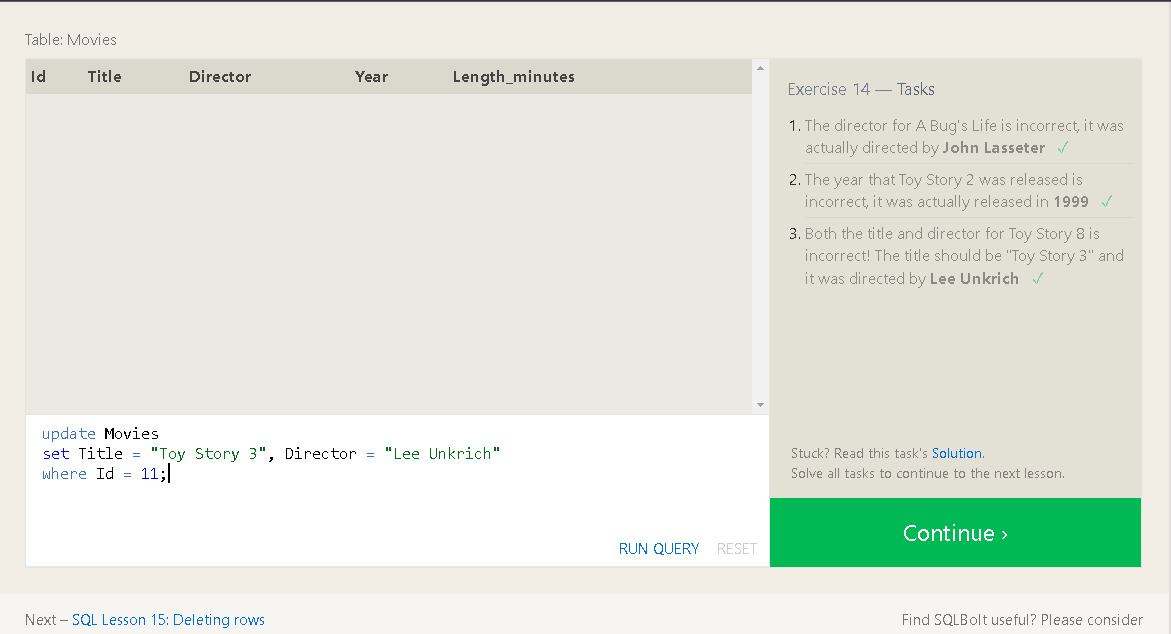 Table: Movies
Id Title Director Year Length_minutes
Exercise 14 — Tasks
1. The director for A Bug's Life is incorrect, it was
actually directed by John Lasseter ✓
2. The year that Toy Story 2 was released is
incorrect, it was actually released in 1999 ✓
3. Both the title and director for Toy Story 8 is
incorrect! The title should be "Toy Story 3" and
it was directed by Lee Unkrich ✓
update Movies
set Title = "Toy Story 3", Director = "Lee Unkrich"
where Id = 11;
RUN QUERY RESET
Stuck? Read this task's Solution.
Solve all tasks to continue to the next lesson.
Continue ›
Next – SQL Lesson 15: Deleting rows
Find SQLBolt useful? Please consider